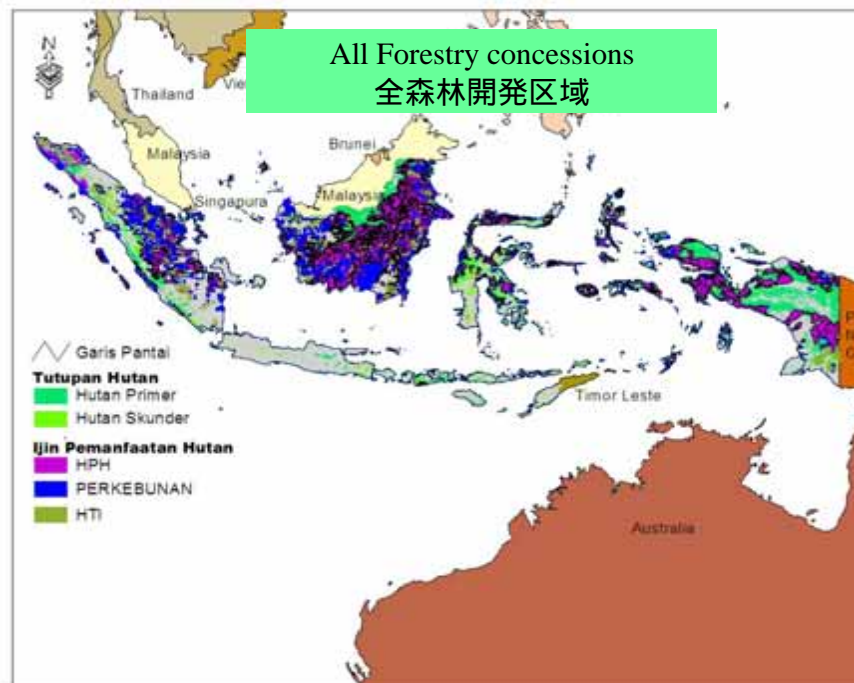 All Forestry concessions
全森林開発区域
N
Thailand
Vie
Malaysia
Brunei
Malaysia
Singapura
P
N
G
Garis Pantai
Tutupan Hutan
Hutan Primer
Hutan Skunder
Timor Leste
Ijin Pemanfaatan Hutan
HPH
PERKEBUNAN
HTI
Australia